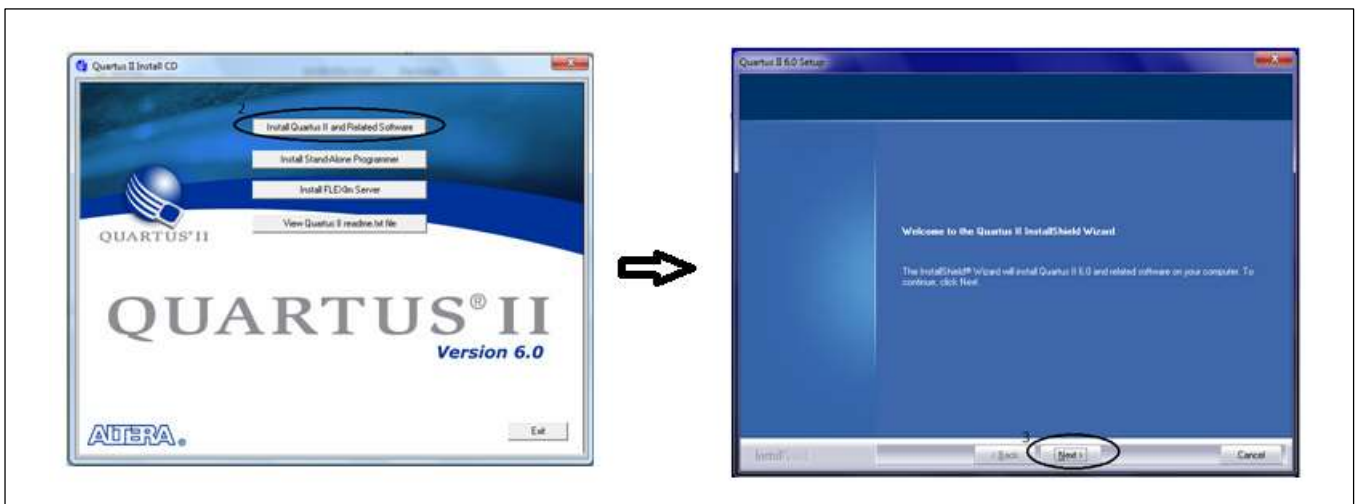 Quartus II Install CD
2
Install Quartus II and Related Software
Install Stand-Alone Programmer
Install FLEXlm Server
View Quartus II readme.txt file
QUARTUS® II
QUARTUS® II
Version 6.0
ALTERA®
Exit
Quartus II 6.0 Setup
Welcome to the Quartus II InstallShield Wizard
The InstallShield® Wizard will install Quartus II 6.0 and related software on your computer. To
continue, click Next.
3
InstallShield
< Back
Next >
Cancel